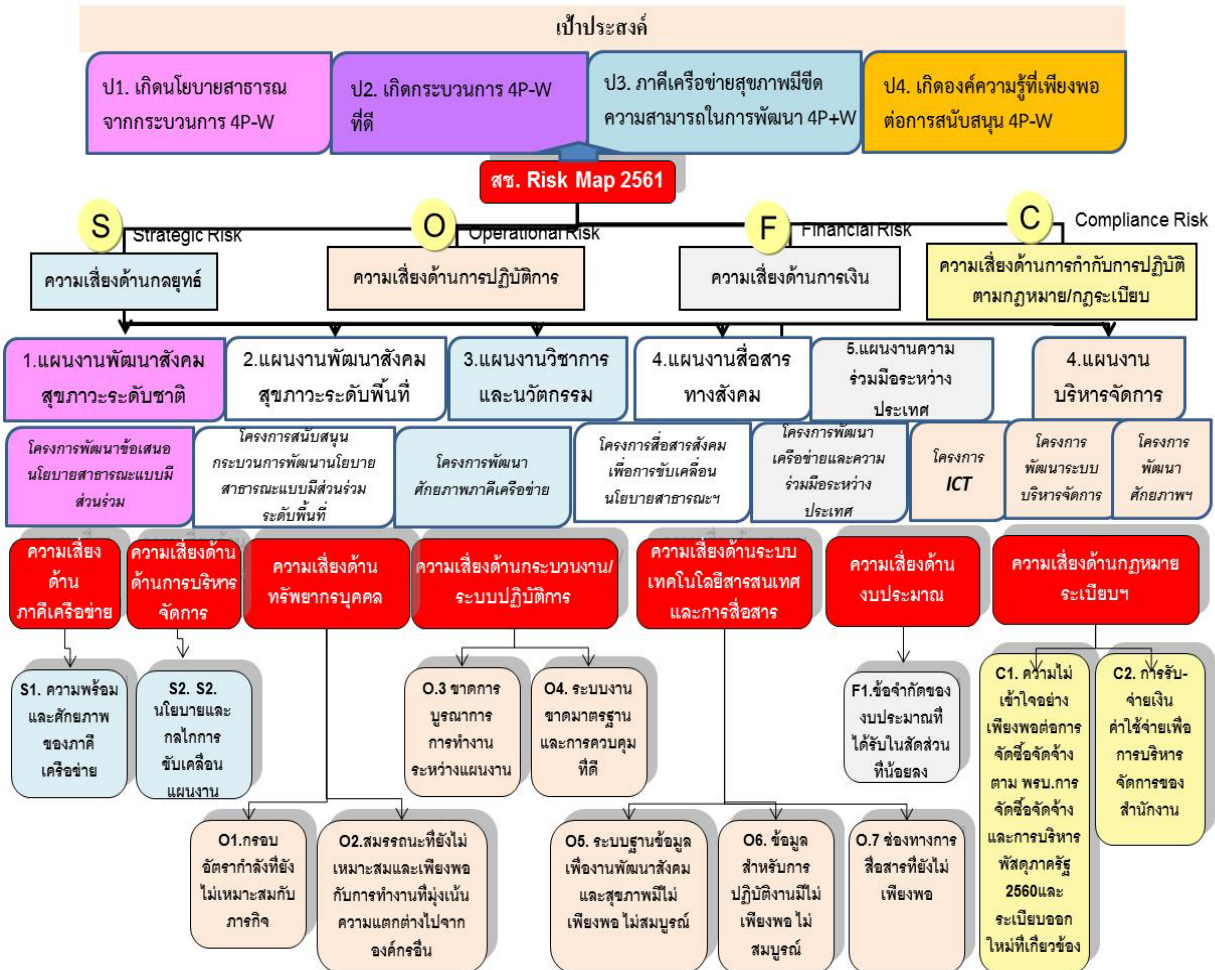 เป้าประสงค์
ป1. เกิดนโยบายสาธารณ
จากกระบวนการ 4P-W
ป2. เกิดกระบวนการ 4P-W
ที่ดี
ป3. ภาคีเครือข่ายสุขภาพมีขีด
ความสามารถในการพัฒนา 4P+W
ป4. เกิดองค์ความรู้ที่เพียงพอ
ต่อการสนับสนุน 4P-W
สช. Risk Map 2561
S
Strategic Risk
O
Operational Risk
F
Financial Risk
C
Compliance Risk
ความเสี่ยงด้านกลยุทธ์
ความเสี่ยงด้านการปฏิบัติการ
ความเสี่ยงด้านการเงิน
ความเสี่ยงด้านการกำกับการปฏิบัติ
ตามกฎหมาย/กฎระเบียบ
1.แผนงานพัฒนาสังคม
สุขภาวะระดับชาติ
2.แผนงานพัฒนาสังคม
สุขภาวะระดับพื้นที่
3.แผนงานวิชาการ
และนวัตกรรม
4.แผนงานสื่อสาร
ทางสังคม
5.แผนงานความ
ร่วมมือระหว่าง
ประเทศ
4.แผนงาน
บริหารจัดการ
โครงการพัฒนาข้อเสนอ
นโยบายสาธารณะแบบมี
ส่วนร่วม
โครงการสนับสนุน
กระบวนการพัฒนานโยบาย
สาธารณะแบบมีส่วนร่วม
ระดับพื้นที่
โครงการพัฒนา
ศักยภาพภาคีเครือข่าย
โครงการสื่อสารสังคม
เพื่อการขับเคลื่อน
นโยบายสาธารณะฯ
โครงการพัฒนา
เครือข่ายและความ
ร่วมมือระหว่าง
ประเทศ
โครงการ
ICT
โครงการ
พัฒนาระบบ
บริหารจัดการ
โครงการ
พัฒนา
ศักยภาพฯ
ความเสี่ยง
ด้าน
ภาคีเครือข่าย
ความเสี่ยงด้าน
ด้านการบริหาร
จัดการ
ความเสี่ยงด้าน
ทรัพยากรบุคคล
ความเสี่ยงด้านกระบวนงาน/
ระบบปฏิบัติการ
ความเสี่ยงด้านระบบ
เทคโนโลยีสารสนเทศ
และการสื่อสาร
ความเสี่ยงด้าน
งบประมาณ
ความเสี่ยงด้านกฎหมาย
ระเบียบฯ
S1. ความพร้อม
และศักยภาพ
ของภาคี
เครือข่าย
S2. S2.
นโยบายและ
กลไกการ
ขับเคลื่อน
แผนงาน
O.3 ขาดการ
บูรณาการ
การทำงาน
ระหว่างแผนงาน
O4. ระบบงาน
ขาดมาตรฐาน
และการควบคุม
ที่ดี
F1.ข้อจำกัดของ
งบประมาณที่
ได้รับในสัดส่วน
ที่น้อยลง
C1. ความไม่
เข้าใจอย่าง
เพียงพอต่อการ
จัดซื้อจัดจ้าง
ตาม พรบ.การ
จัดซื้อจัดจ้าง
และการบริหาร
พัสดุภาครัฐ
2560และ
ระเบียบออก
ใหม่ที่เกี่ยวข้อง
C2. การรับ-
จ่ายเงิน
ค่าใช้จ่ายเพื่อ
การบริหาร
จัดการของ
สำนักงาน
O1.กรอบ
อัตรากำลังที่ยัง
ไม่เหมาะสมกับ
ภารกิจ
O2.สมรรถนะที่ยังไม่
เหมาะสมและเพียงพอ
กับการทำงานที่มุ่งเน้น
ความแตกต่างไปจาก
องค์กรอื่น
O5. ระบบฐานข้อมูล
เพื่องานพัฒนาสังคม
และสุขภาพมีไม่
เพียงพอ ไม่สมบูรณ์
O6. ข้อมูล
สำหรับการ
ปฏิบัติงานมีไม่
เพียงพอ ไม่
สมบูรณ์
O.7 ช่องทางการ
สื่อสารที่ยังไม่
เพียงพอ